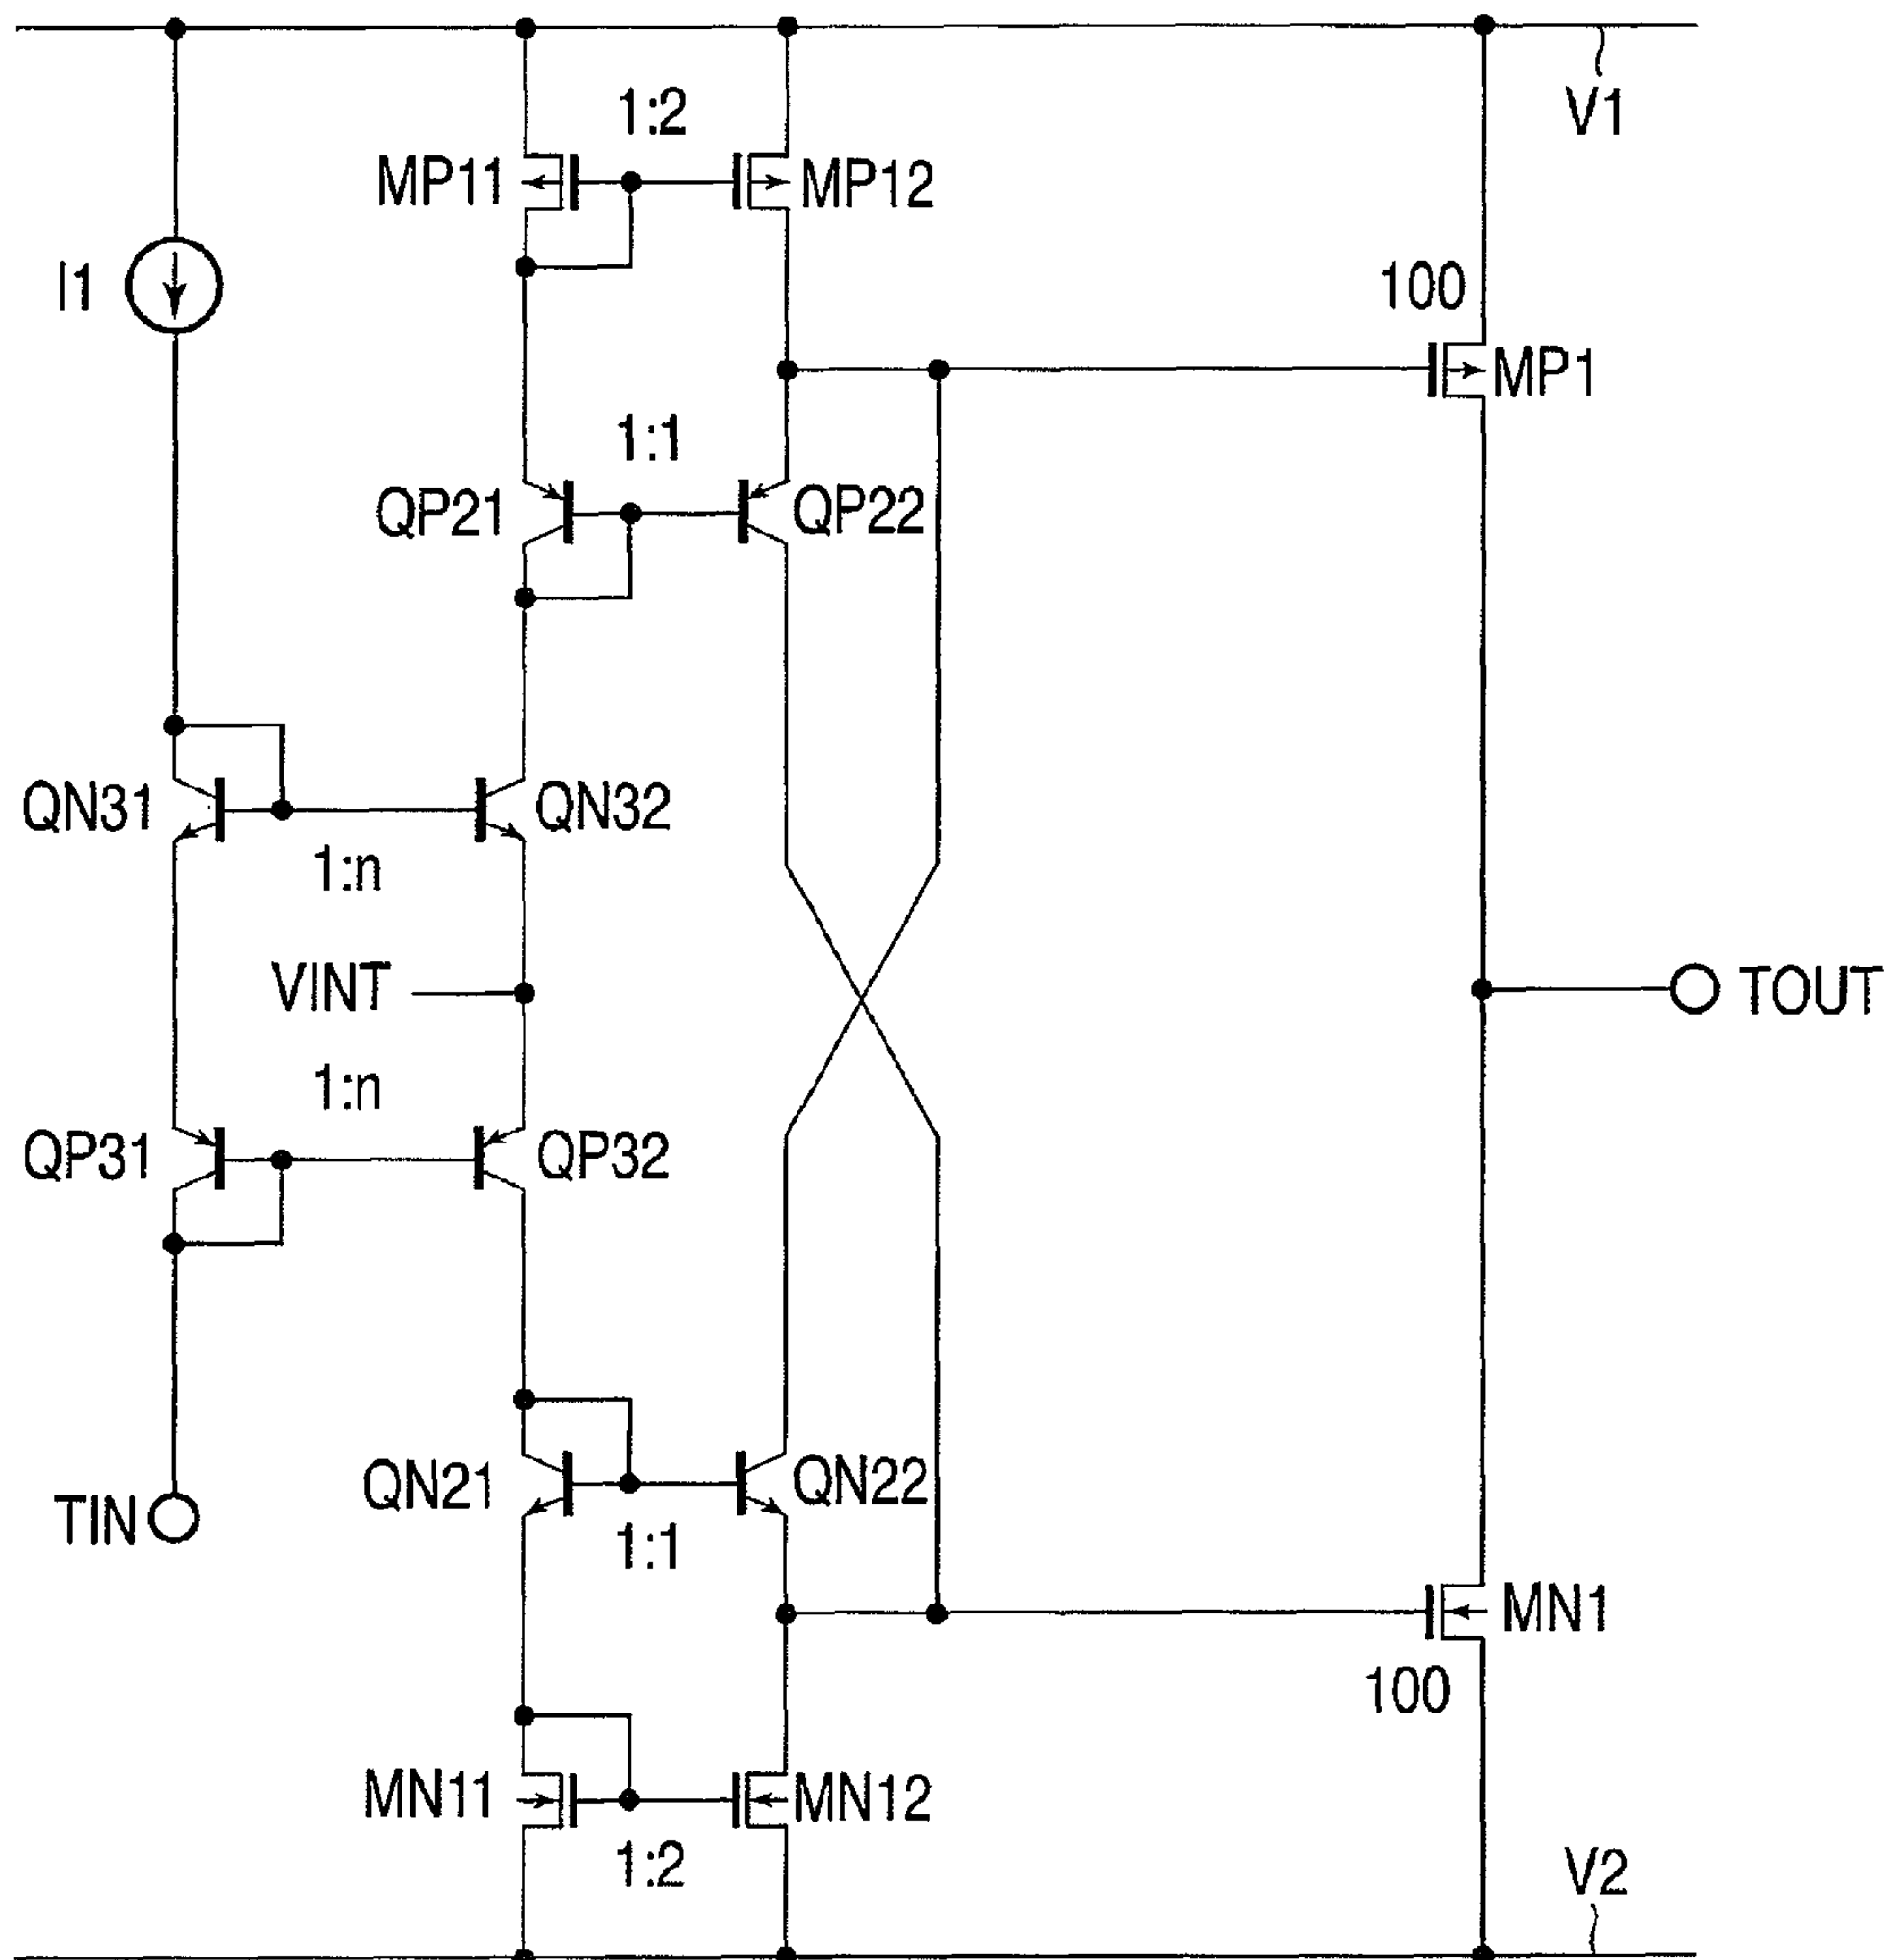 V1
1:2
MP11
MP12
I1
100
MP1
1:1
QP21
QP22
QN31
QN32
1:n
VINT
TOUT
1:n
QP31
QP32
QN21
QN22
TIN
1:1
MN1
100
MN11
MN12
1:2
V2